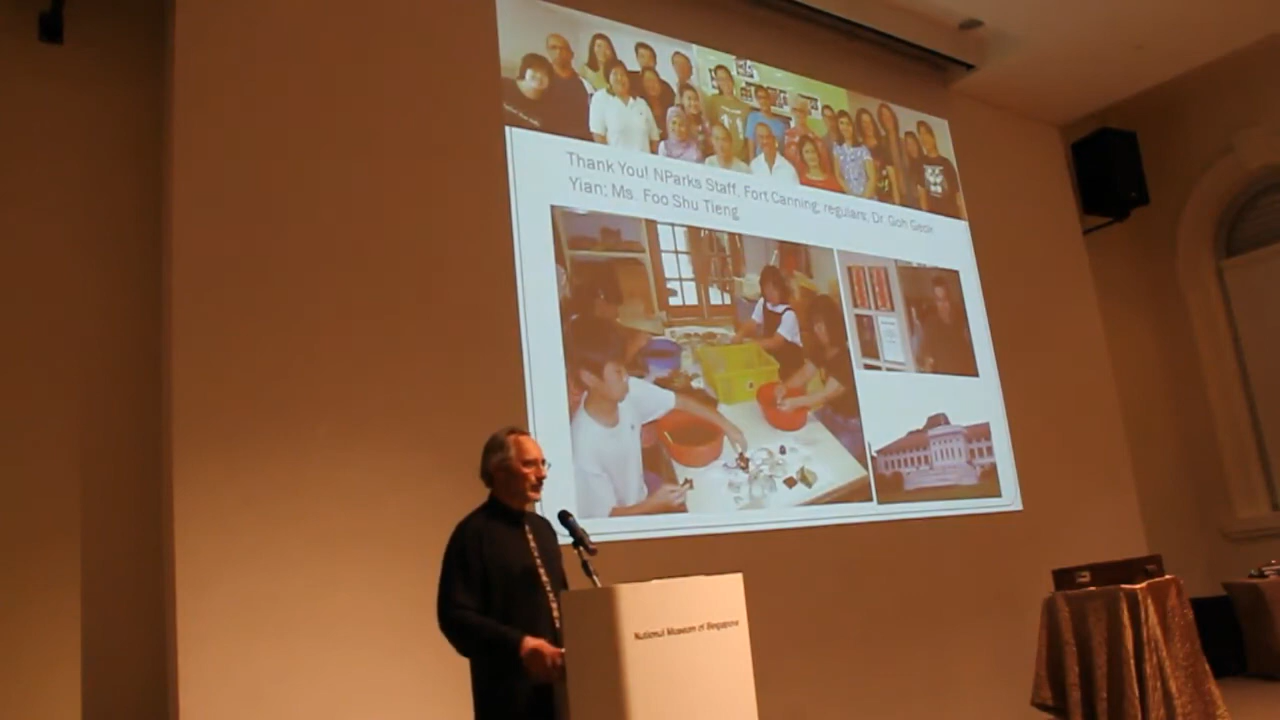 Thank You! NParks Staff, Fort Canning, regulars; Dr Goh Geok
Yian; Ms. Foo Shu Tieng
National Museum of Singapore